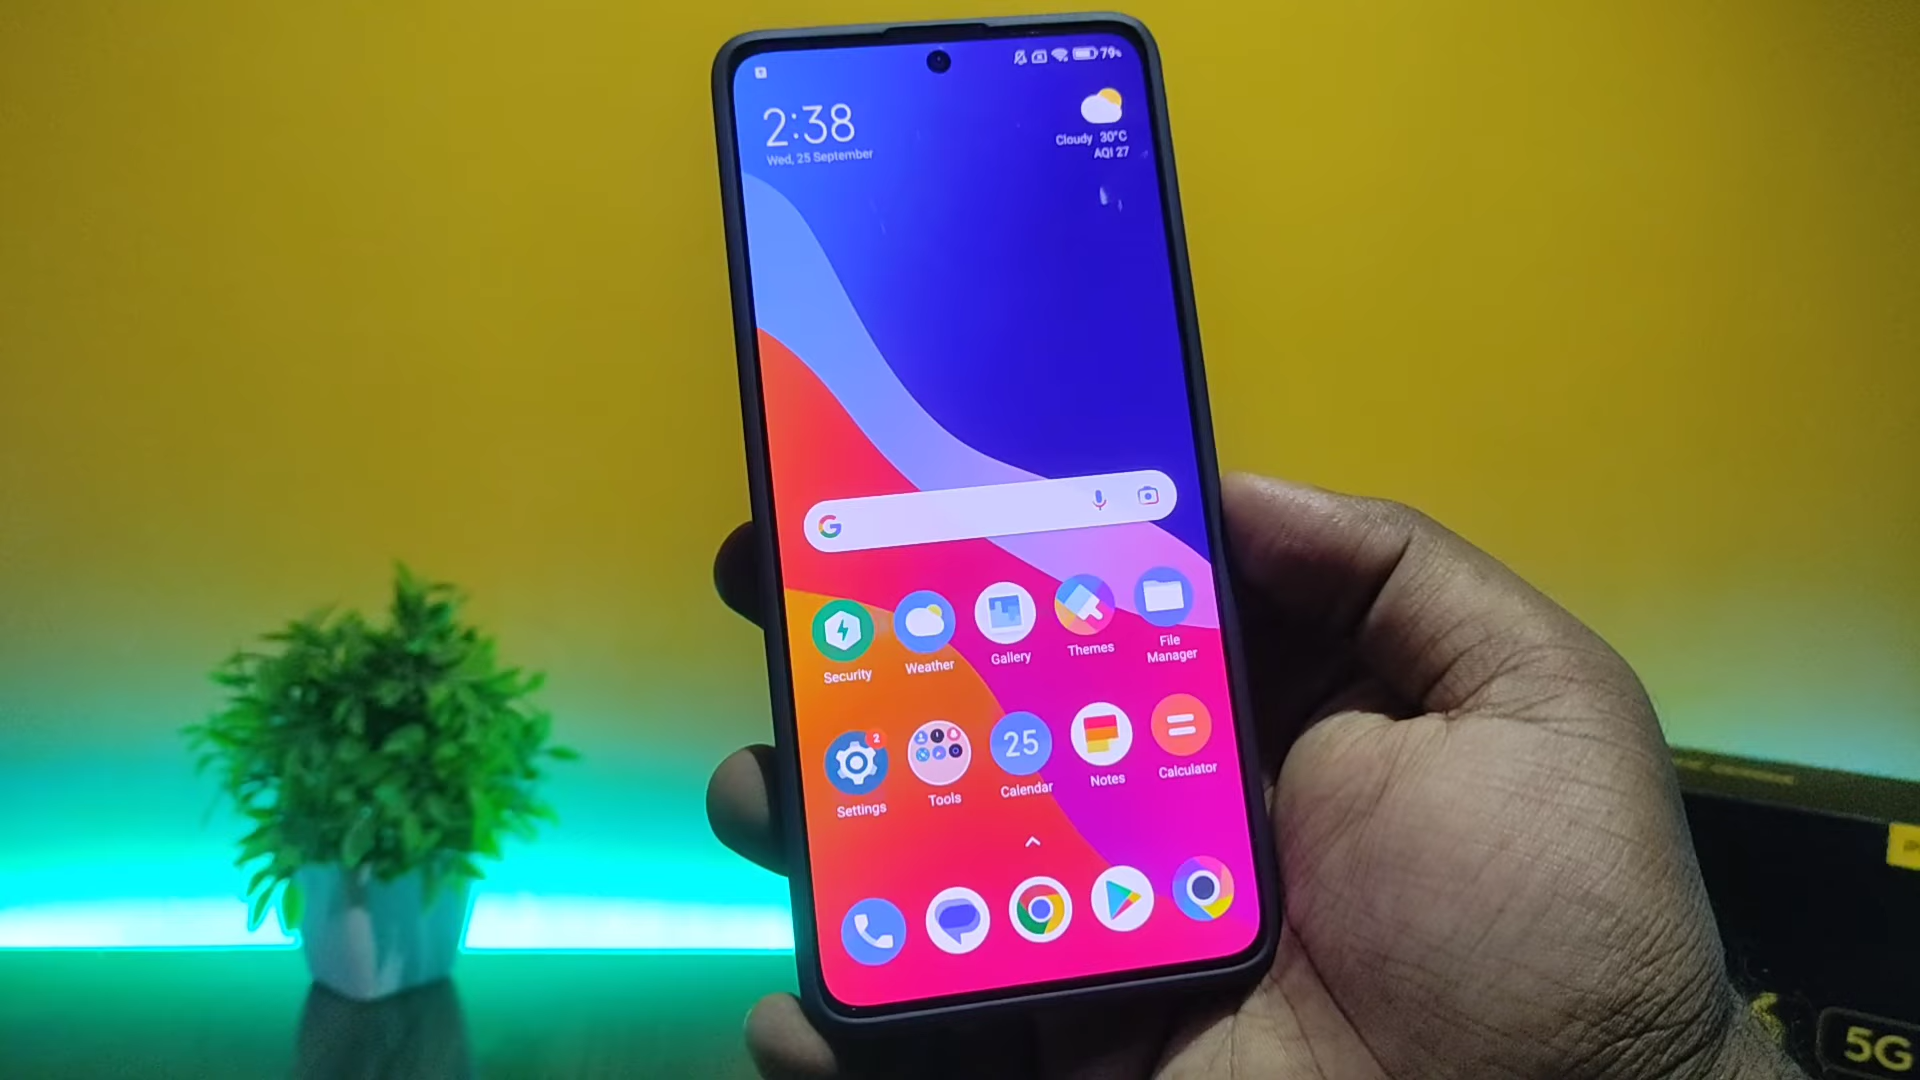 79%
2:38
Wed, 25 September
Cloudy 30°C
AQI 27
G
Security
Weather
Gallery
Themes
File
Manager
2
Settings
Tools
25
Calendar
Notes
Calculator
5G